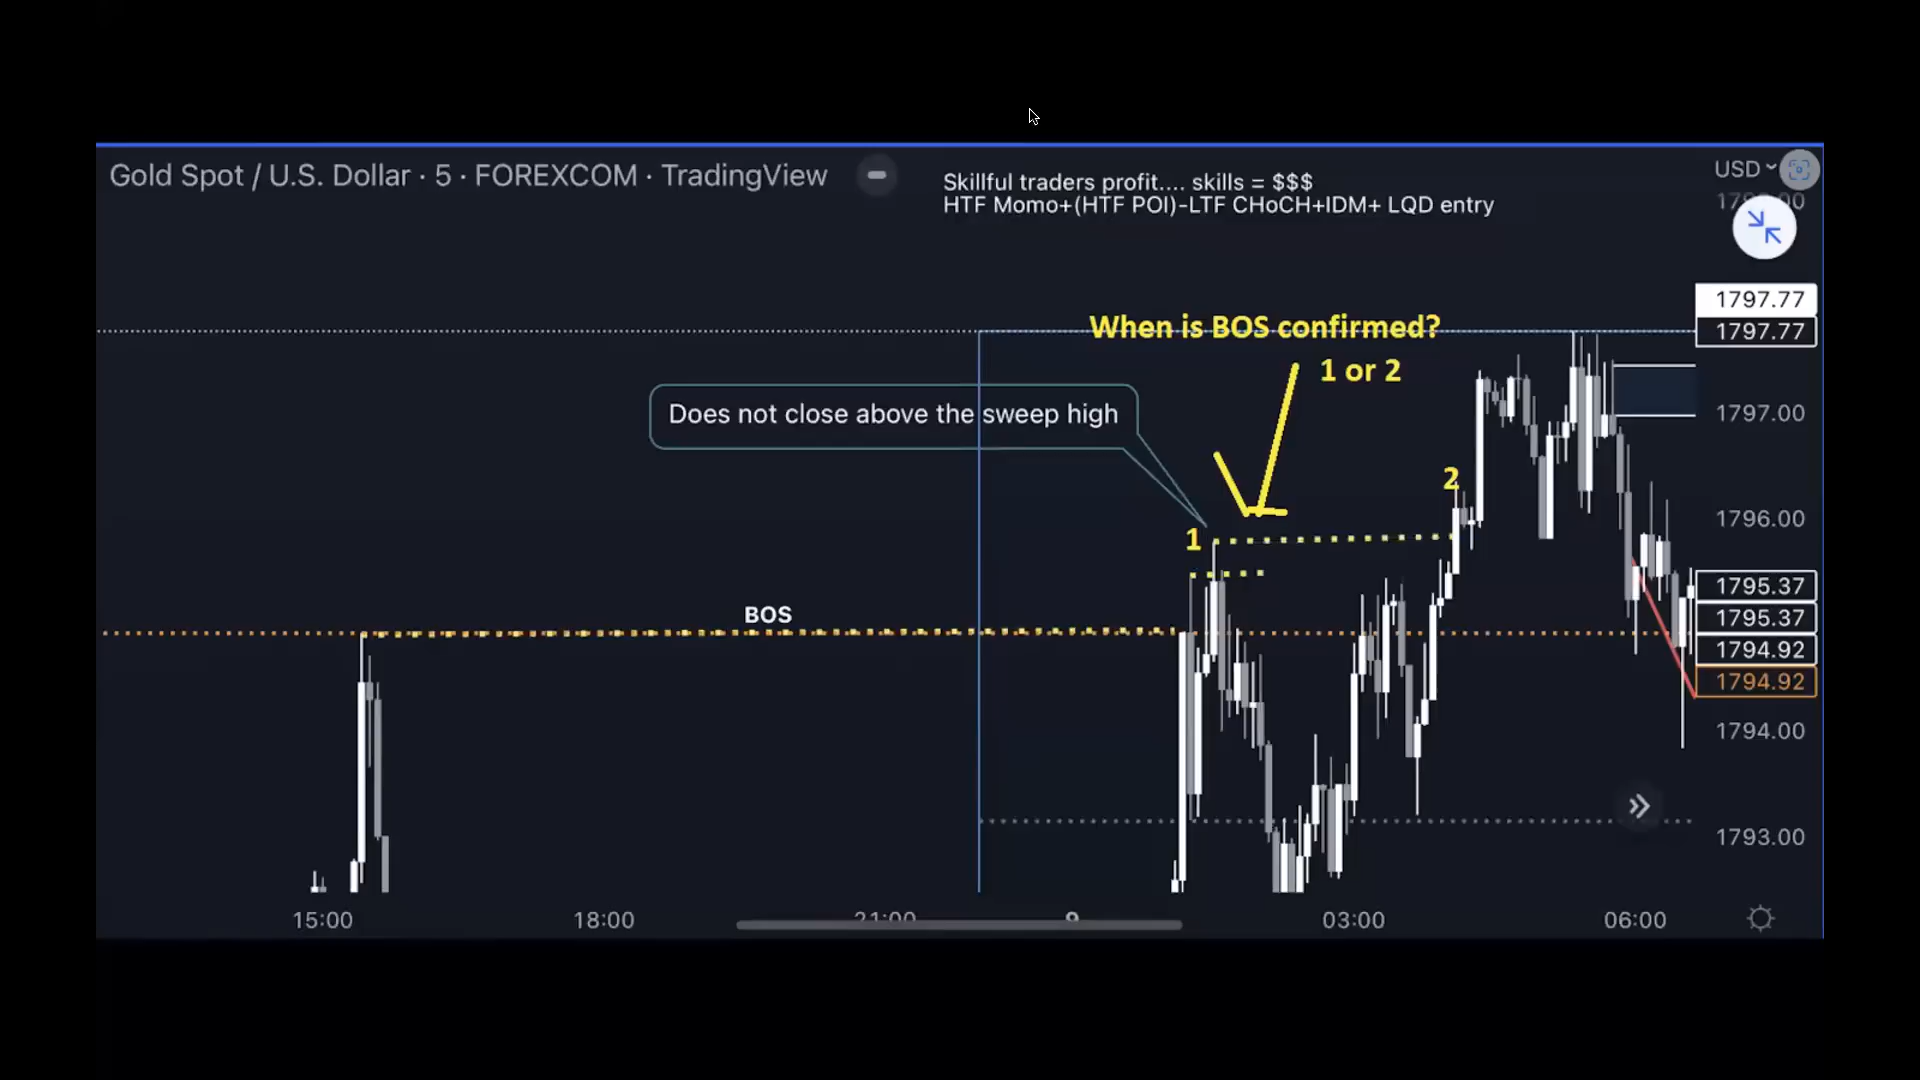 Gold Spot / U.S. Dollar · 5 · FOREXCOM · TradingView
Skillful traders profit.... skills = $$$
HTF Momo+(HTF POI)-LTF CHoCH+IDM+ LQD entry
USD
1797.77
When is BOS confirmed?
1797.77
1 or 2
Does not close above the sweep high
1797.00
2
1796.00
1
1795.37
BOS
1795.37
1794.92
1794.92
1794.00
1793.00
15:00 18:00 21:00 9 03:00 06:00